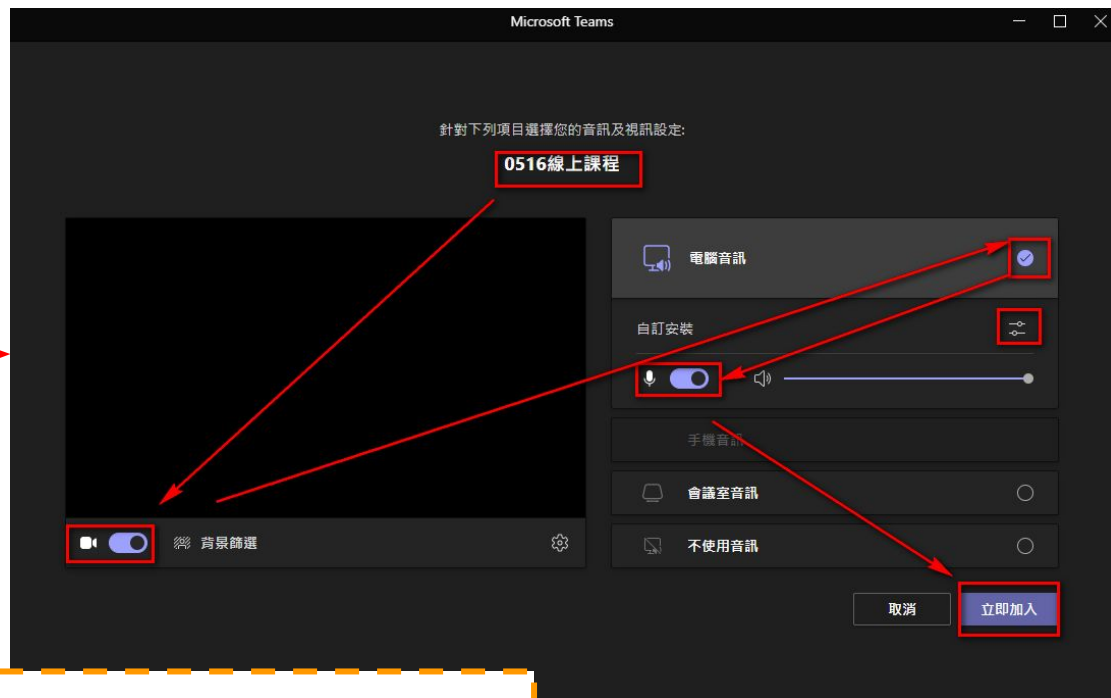 Microsoft Teams
針對下列項目選擇您的音訊及視訊設定:
0516線上課程
電腦音訊
自訂安裝
手機音訊
會議室音訊
背景篩選
不使用音訊
取消
立即加入